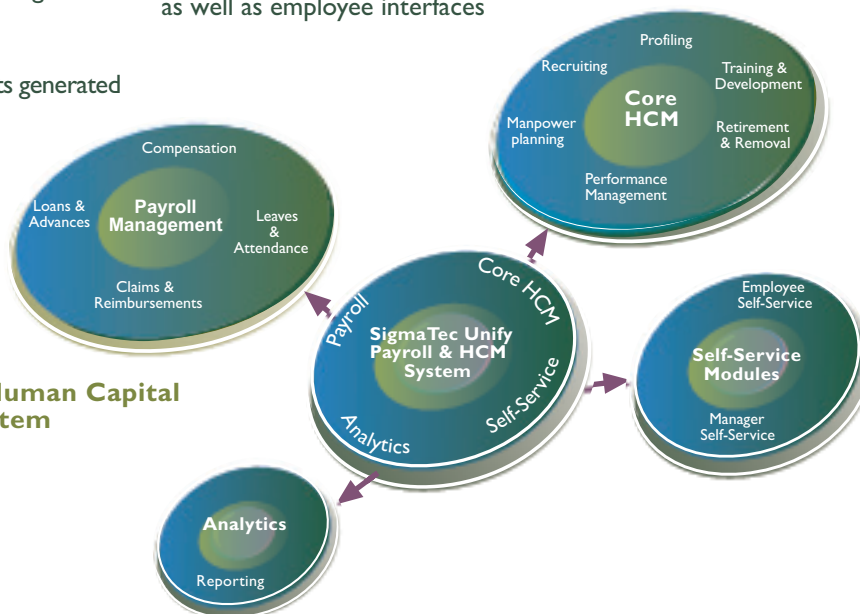 as well as employee interfaces
ts generated
Profiling
Recruiting
Training &
Development
Core
HCM
Manpower
planning
Retirement
& Removal
Performance
Management
Compensation
Loans &
Advances
Payroll
Management
Leaves
&
Attendance
Claims &
Reimbursements
Payroll
Core HCM
SigmaTec Unify
Payroll & HCM
System
Analytics
Self-Service
Employee
Self-Service
Self-Service
Modules
Manager
Self-Service
Human Capital
tem
Analytics
Reporting